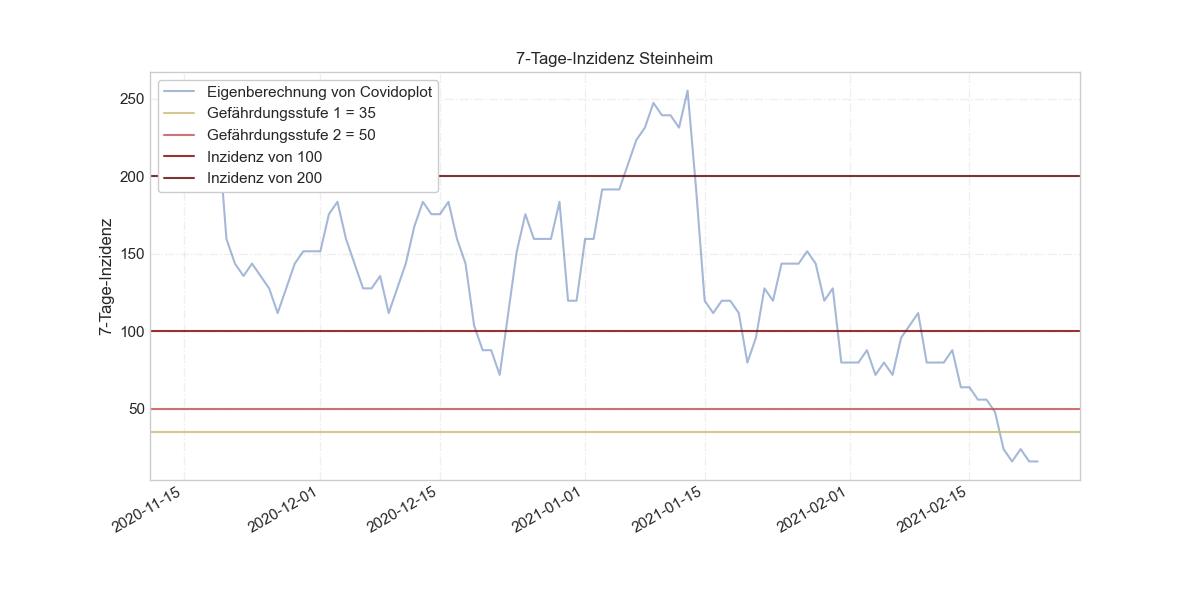 7-Tage-Inzidenz Steinheim
Eigenberechnung von Covidoplot
Gefährdungsstufe 1 = 35
Gefährdungsstufe 2 = 50
Inzidenz von 100
Inzidenz von 200
7-Tage-Inzidenz
250
200
150
100
50
2020-11-15
2020-12-01
2020-12-15
2021-01-01
2021-01-15
2021-02-01
2021-02-15